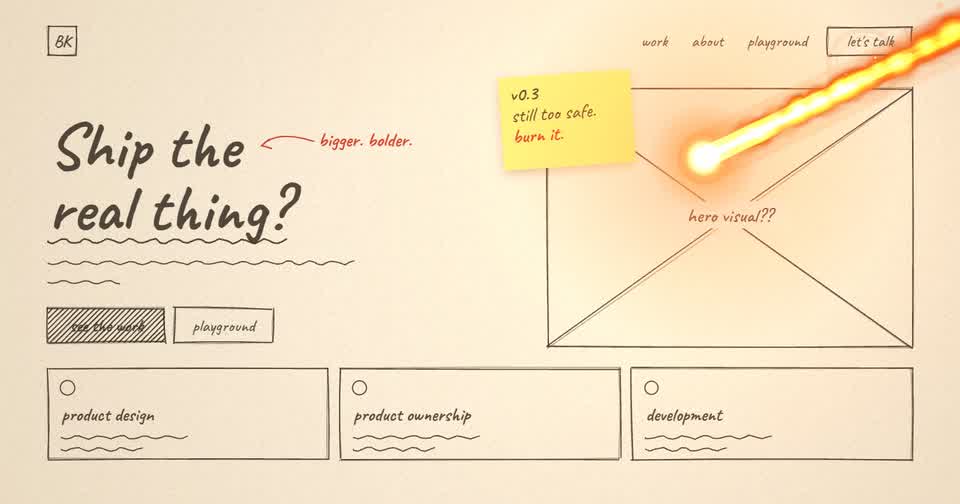 BK
work about playground let's talk
v0.3
still too safe.
burn it.
Ship the
real thing?
bigger. bolder.
hero visual??
see the work playground
product design
product ownership
development